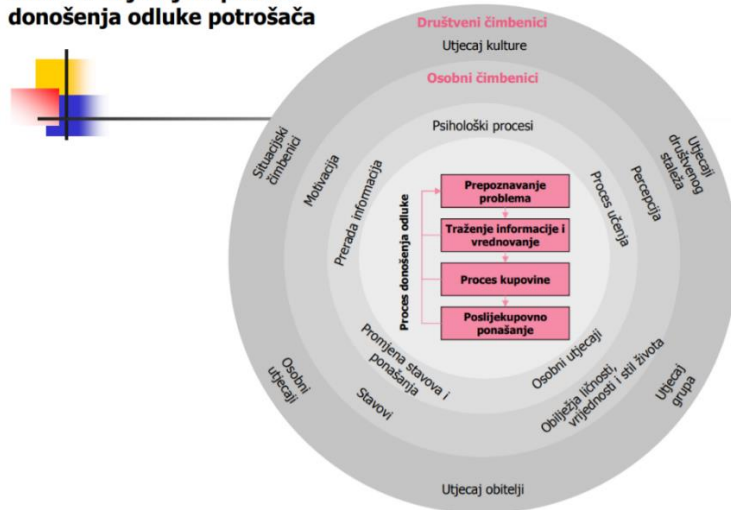 donošenja odluke potrošača
Društveni čimbenici
Utjecaj kulture
Osobni čimbenici
Psihološki procesi
Situacijski
čimbenici
Motivacija
Prerada informacija
Proces učenja
Percepcija
Utjecaji
društvenog
staleža
Proces donošenja odluke
Prepoznavanje
problema
Traženje informacije i
vrednovanje
Proces kupovine
Poslijekupovno
ponašanje
Promjena stavova i
ponašanja
Osobni utjecaji
Osobni
utjecaji
Stavovi
Obilježja ličnosti,
vrijednosti i stil života
Utjecaj
grupa
Utjecaj obitelji